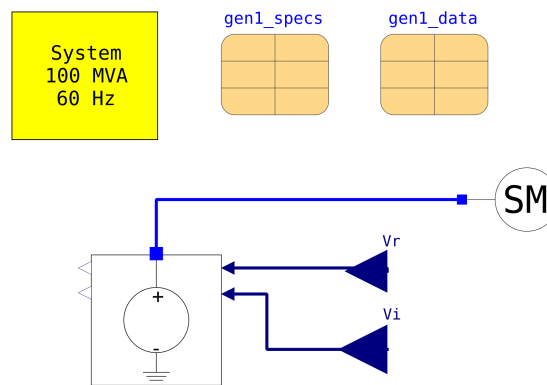 System
100 MVA
60 Hz
gen1_specs
gen1_data
SM
Vr
Vi
+
-